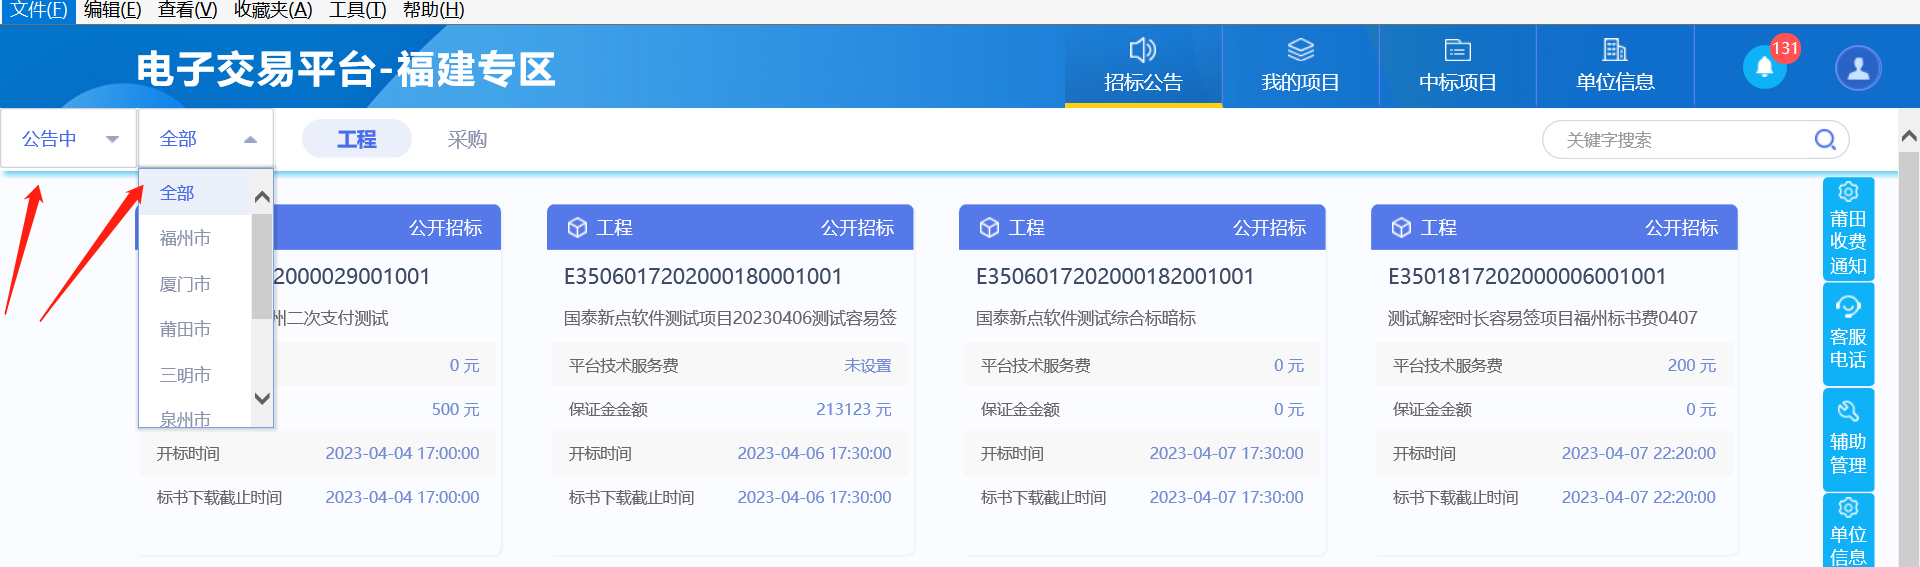 文件(F) 编辑(E) 查看(V) 收藏夹(A) 工具(T) 帮助(H)
电子交易平台-福建专区
招标公告 我的项目 中标项目 单位信息 131
公告中 全部 工程 采购 关键字搜索
全部
福州市
厦门市
莆田市
三明市
泉州市
公开招标
2000029001001
州二次支付测试
0 元
500 元
开标时间 2023-04-04 17:00:00
标书下载截止时间 2023-04-04 17:00:00
工程 公开招标
E3506017202000180001001
国泰新点软件测试项目20230406测试容易签
平台技术服务费 未设置
保证金金额 213123 元
开标时间 2023-04-06 17:30:00
标书下载截止时间 2023-04-06 17:30:00
工程 公开招标
E3506017202000182001001
国泰新点软件测试综合标暗标
平台技术服务费 0 元
保证金金额 0 元
开标时间 2023-04-07 17:30:00
标书下载截止时间 2023-04-07 17:30:00
工程 公开招标
E3501817202000006001001
测试解密时长容易签项目福州标书费0407
平台技术服务费 200 元
保证金金额 0 元
开标时间 2023-04-07 22:20:00
标书下载截止时间 2023-04-07 22:20:00
莆田
收费
通知
客服
电话
辅助
管理
单位
信息